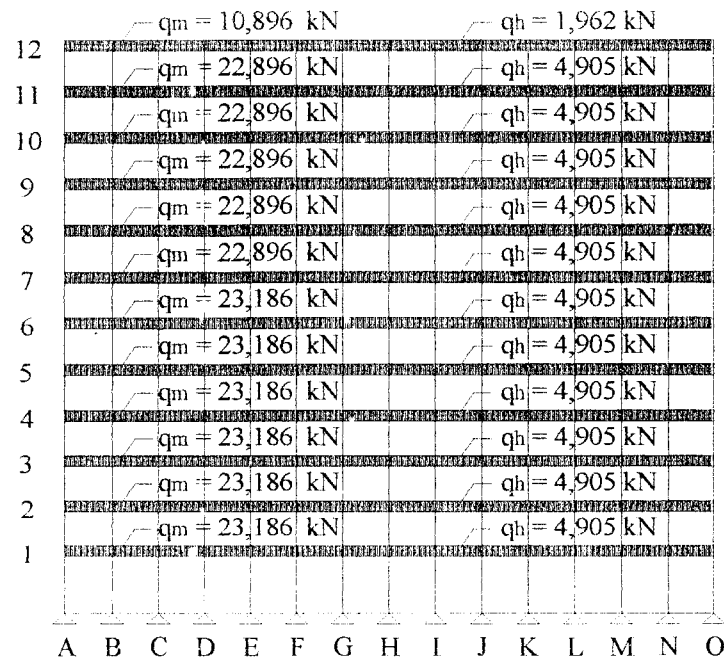 qm = 10,896 kN qh = 1,962 kN
12
qm = 22,896 kN qh = 4,905 kN
11
qm = 22,896 kN qh = 4,905 kN
10
qm = 22,896 kN qh = 4,905 kN
9
qm = 22,896 kN qh = 4,905 kN
8
qm = 22,896 kN qh = 4,905 kN
7
qm = 23,186 kN qh = 4,905 kN
6
qm = 23,186 kN qh = 4,905 kN
5
qm = 23,186 kN qh = 4,905 kN
4
qm = 23,186 kN qh = 4,905 kN
3
qm = 23,186 kN qh = 4,905 kN
2
qm = 23,186 kN qh = 4,905 kN
1
A B C D E F G H I J K L M N O